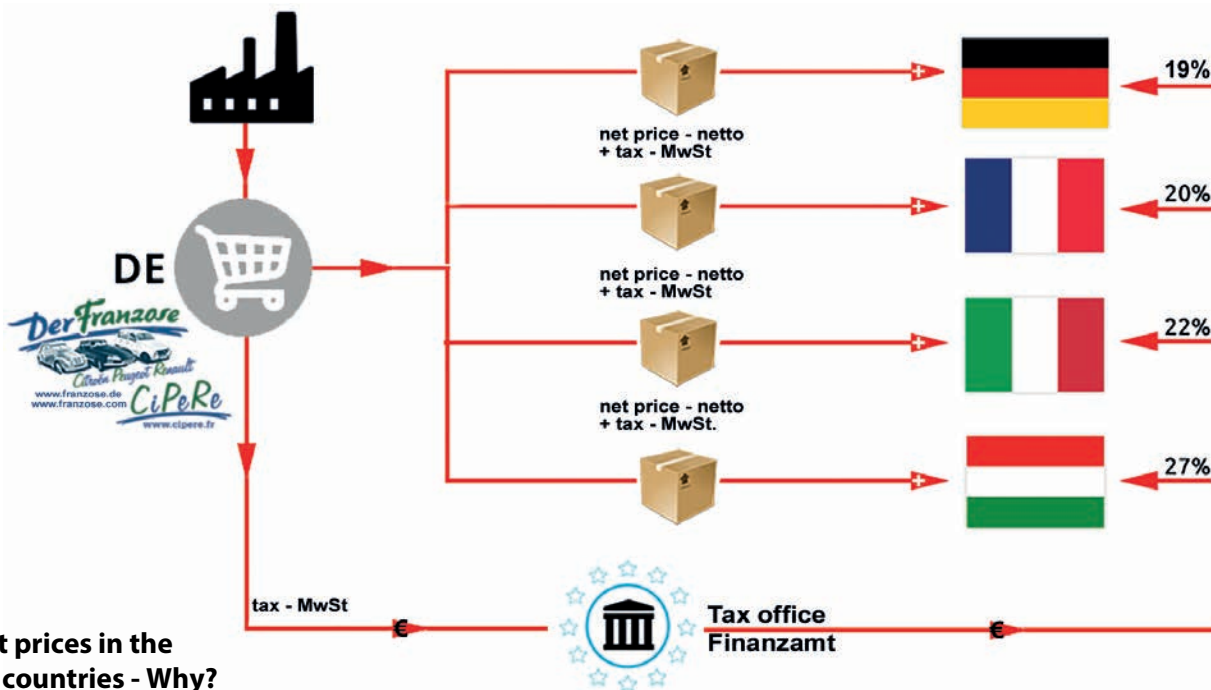 19%
net price - netto
+ tax - MwSt
20%
DE
net price - netto
+ tax - MwSt
Der Franzose
Citroën Peugeot Renault
www.franzose.de
www.franzose.com
CiPeRe
www.cipere.fr
22%
net price - netto
+ tax - MwSt.
27%
tax - MwSt
€
Tax office
Finanzamt
€
t prices in the
countries - Why?